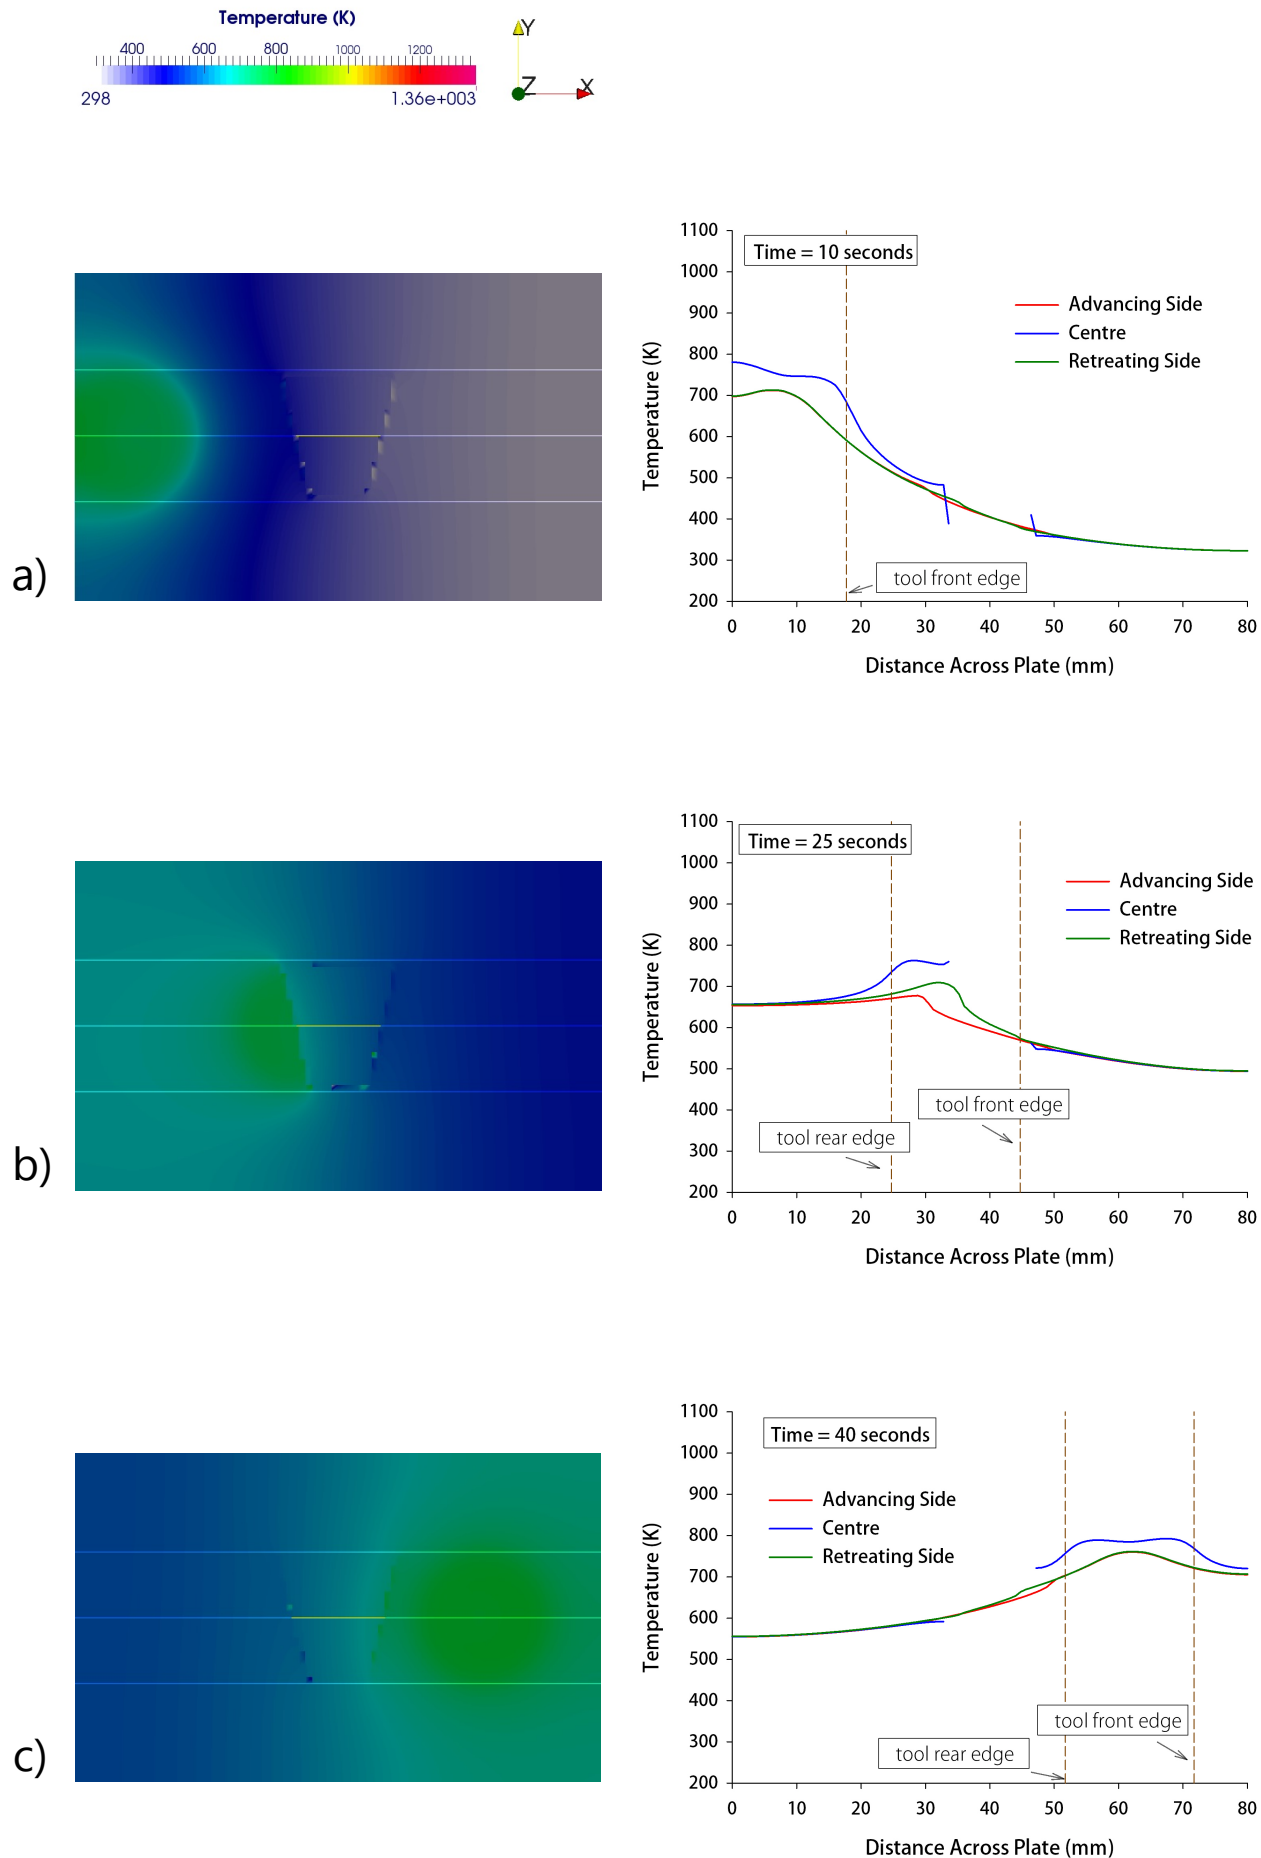 Temperature (K)
400 600 800 1000 1200
298 1.36e+003
Y
Z X
a)
Time = 10 seconds
Advancing Side
Centre
Retreating Side
tool front edge
Temperature (K)
1100
1000
900
800
700
600
500
400
300
200
0 10 20 30 40 50 60 70 80
Distance Across Plate (mm)
b)
Time = 25 seconds
Advancing Side
Centre
Retreating Side
tool front edge
tool rear edge
Temperature (K)
1100
1000
900
800
700
600
500
400
300
200
0 10 20 30 40 50 60 70 80
Distance Across Plate (mm)
c)
Time = 40 seconds
Advancing Side
Centre
Retreating Side
tool front edge
tool rear edge
Temperature (K)
1100
1000
900
800
700
600
500
400
300
200
0 10 20 30 40 50 60 70 80
Distance Across Plate (mm)